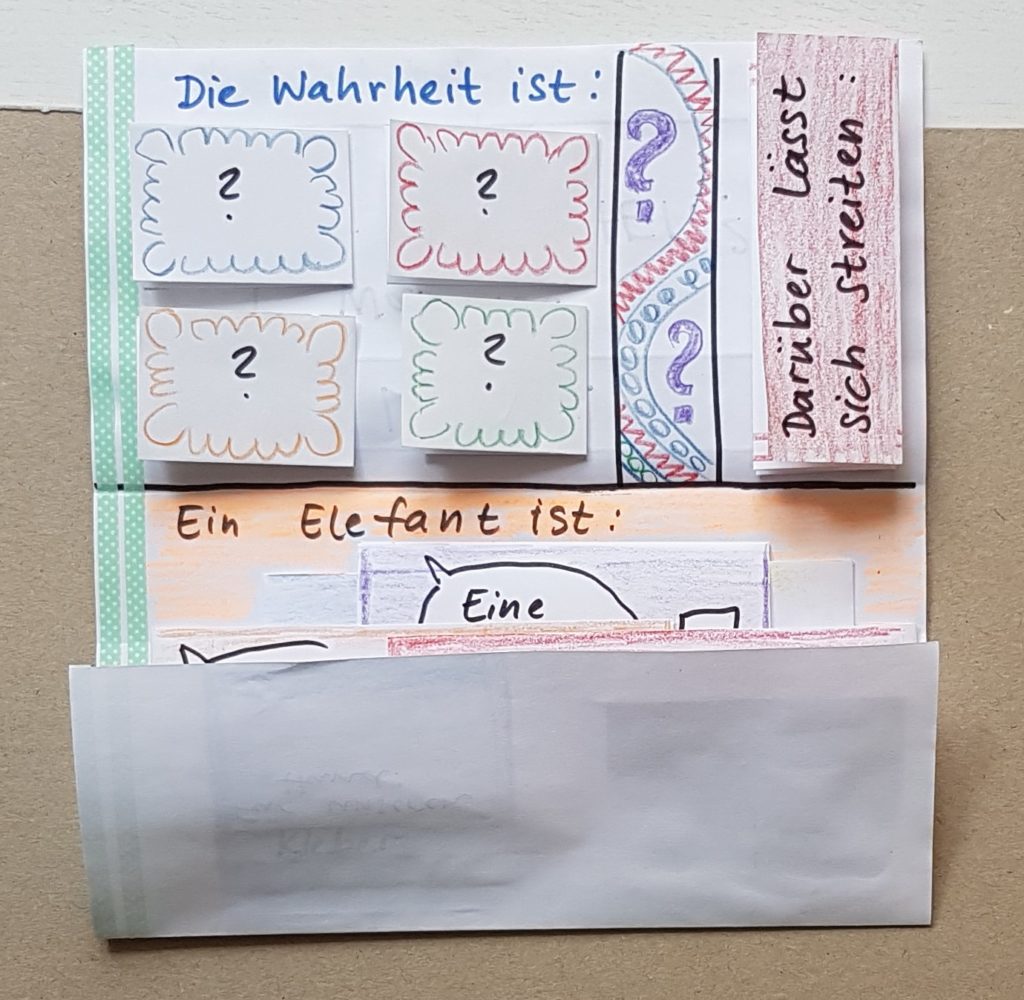 Die Wahrheit ist:
?
?
?
?
?
?
Darüber lässt
sich streiten:
Ein Elefant ist:
Eine